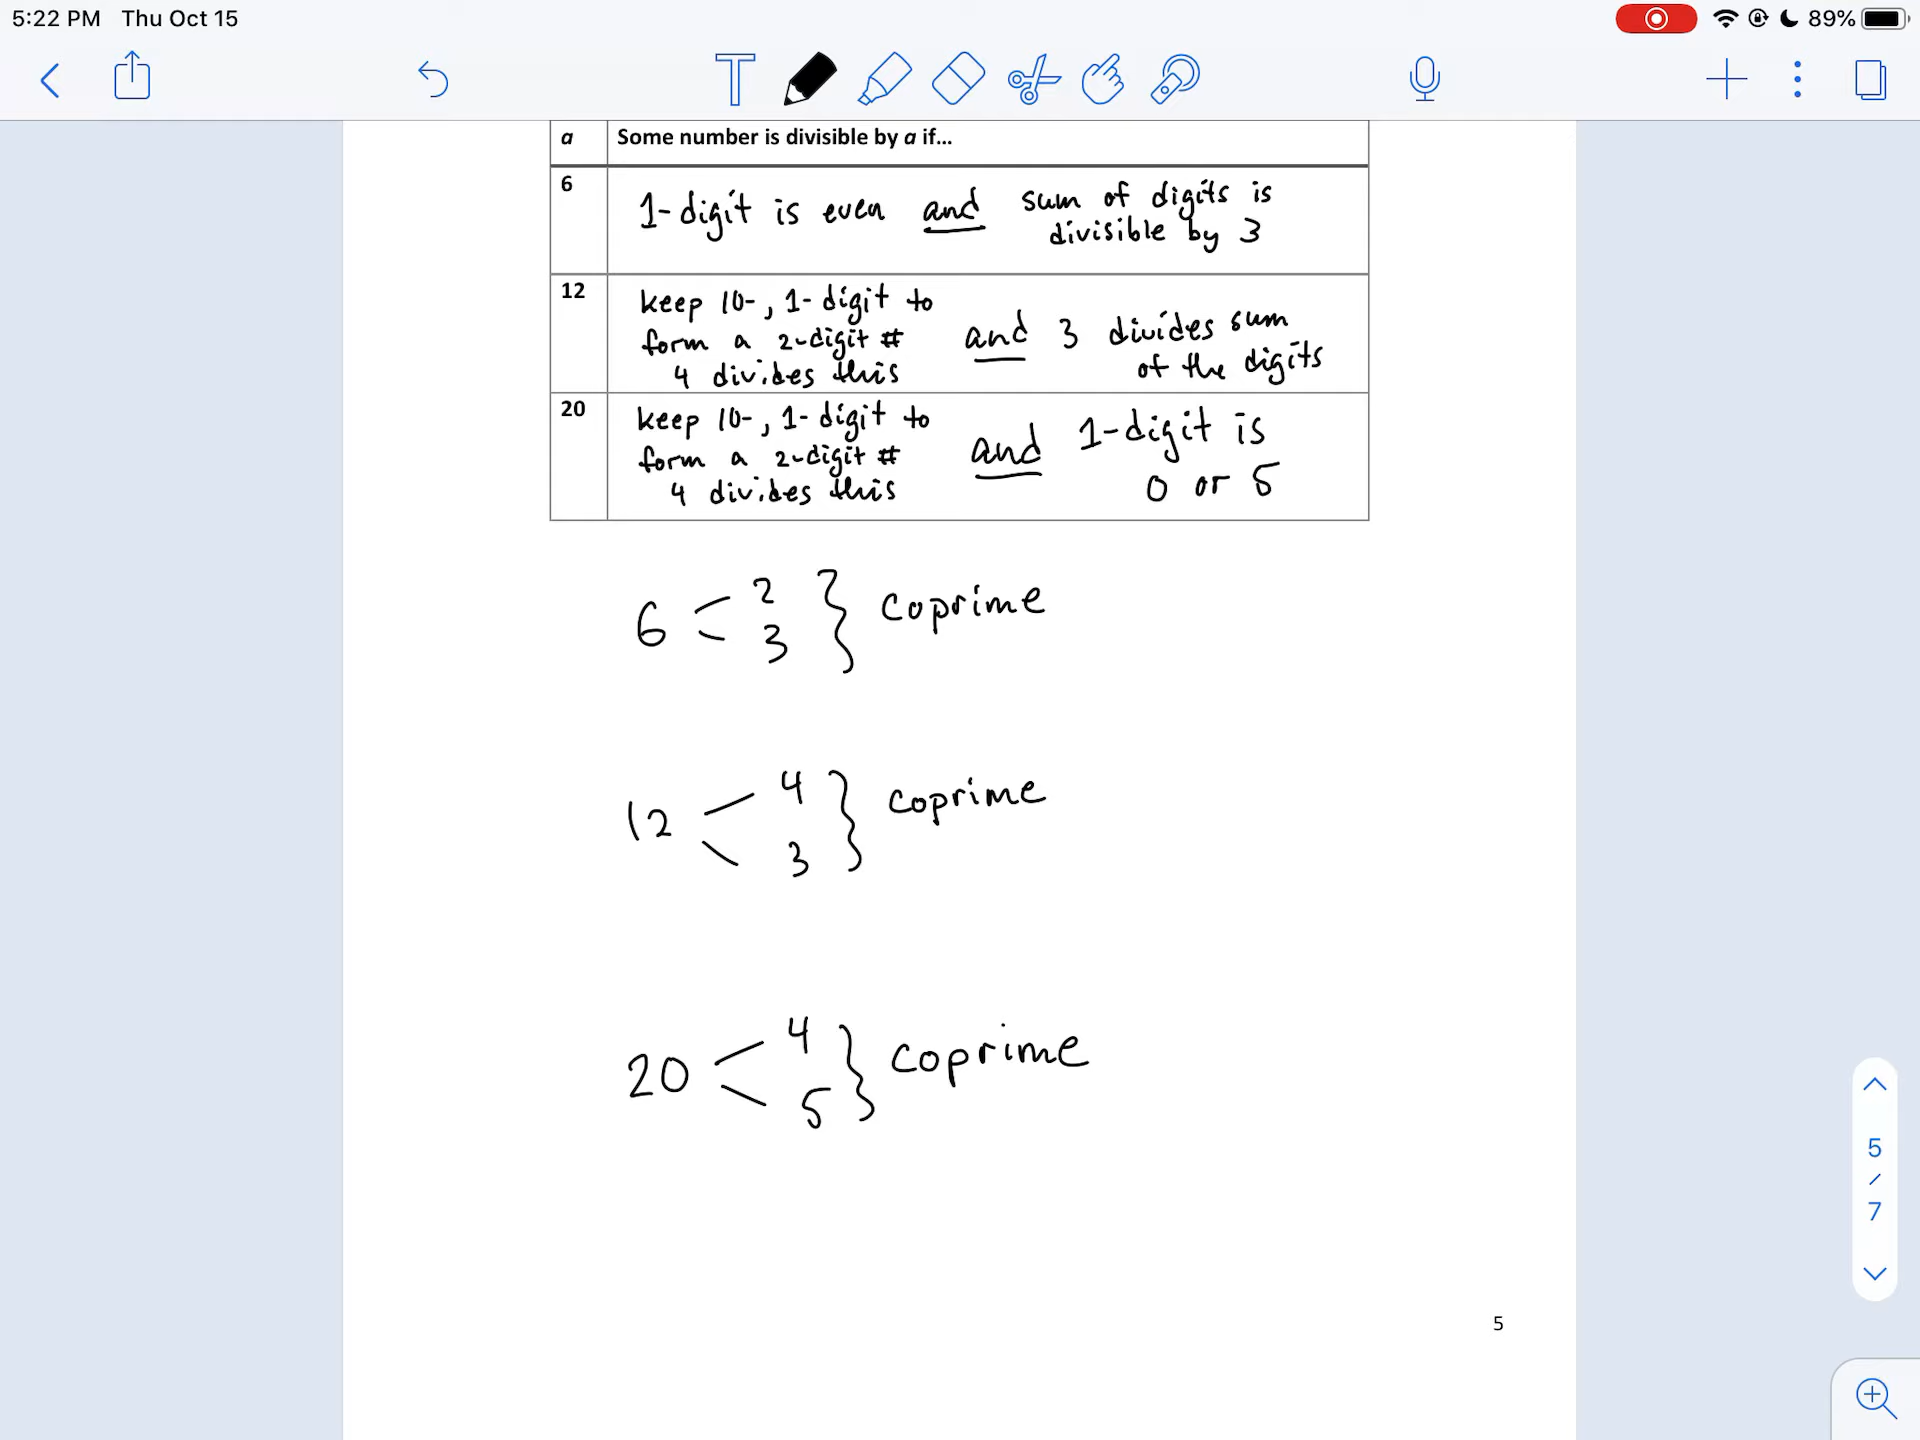 5:22 PM Thu Oct 15
89%
T
a Some number is divisible by a if...
6 1-digit is even and sum of digits is
divisible by 3
12 keep 10-, 1-digit to
form a 2-digit #
4 divides this
and 3 divides sum
of the digits
20 keep 10-, 1-digit to
form a 2-digit #
4 divides this
and 1-digit is
0 or 5
6 2
3
coprime
12 4
3
coprime
20 4
5
coprime
5
/
7
5